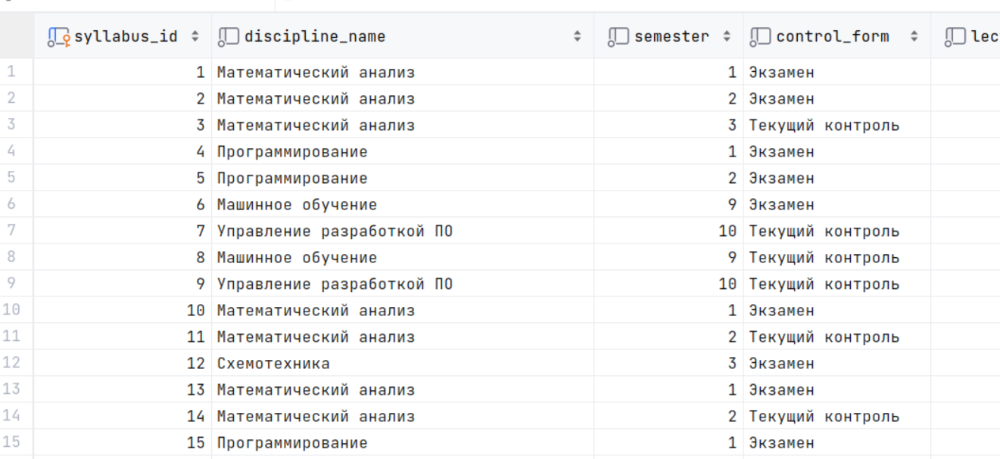 syllabus_id discipline_name semester control_form lec
1 1 Математический анализ 1 Экзамен
2 2 Математический анализ 2 Экзамен
3 3 Математический анализ 3 Текущий контроль
4 4 Программирование 1 Экзамен
5 5 Программирование 2 Экзамен
6 6 Машинное обучение 9 Экзамен
7 7 Управление разработкой ПО 10 Текущий контроль
8 8 Машинное обучение 9 Текущий контроль
9 9 Управление разработкой ПО 10 Текущий контроль
10 10 Математический анализ 1 Экзамен
11 11 Математический анализ 2 Текущий контроль
12 12 Схемотехника 3 Экзамен
13 13 Математический анализ 1 Экзамен
14 14 Математический анализ 2 Текущий контроль
15 15 Программирование 1 Экзамен